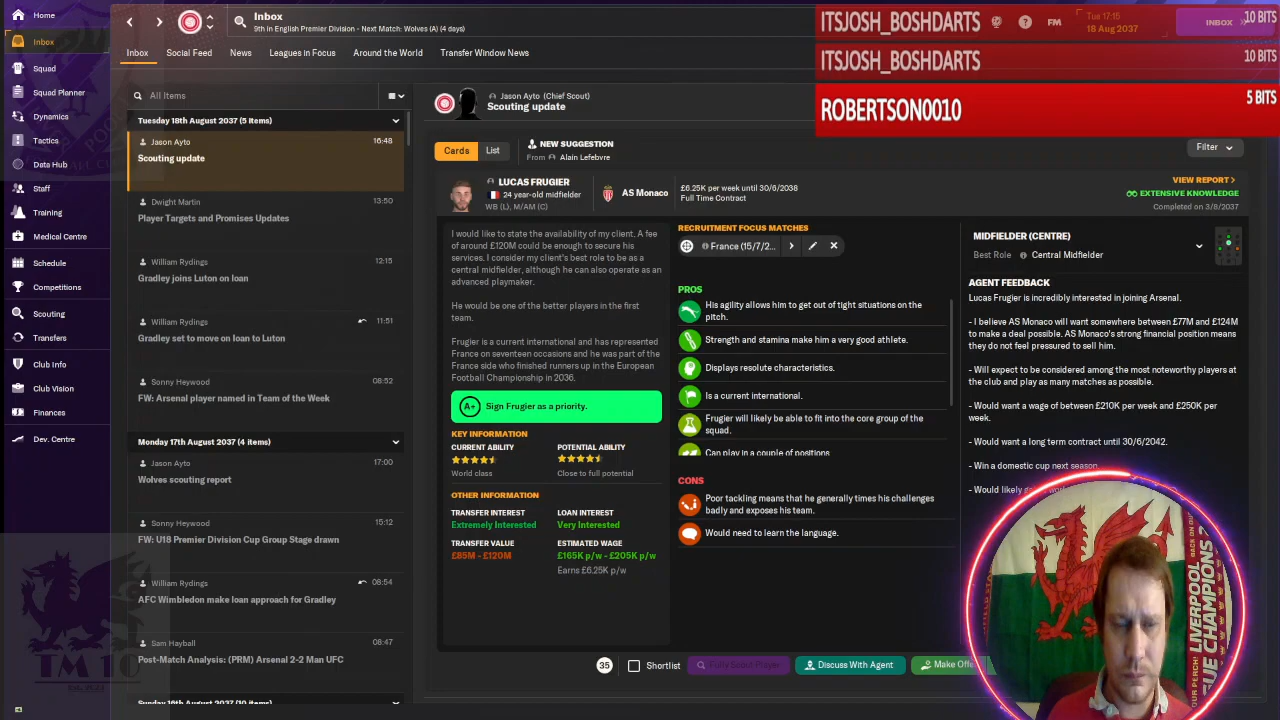 Home
Inbox
Squad
Squad Planner
Dynamics
Tactics
Data Hub
Staff
Training
Medical Centre
Schedule
Competitions
Scouting
Transfers
Club Info
Club Vision
Finances
Dev. Centre
TM 10
Inbox
9th in English Premier Division - Next Match: Wolves (A) (4 days)
FM
Tue 17:15
18 Aug 2037
INBOX
ITSJOSH_BOSHDARTS
10 BITS
ITSJOSH_BOSHDARTS
10 BITS
ROBERTSON0010
5 BITS
Inbox
Social Feed
News
Leagues in Focus
Around the World
Transfer Window News
All Items
Tuesday 18th August 2037 (5 items)
Jason Ayto
16:48
Scouting update
Dwight Martin
13:50
Player Targets and Promises Updates
William Rydings
12:15
Gradley joins Luton on loan
William Rydings
11:51
Gradley set to move on loan to Luton
Sonny Heywood
08:52
FW: Arsenal player named in Team of the Week
Monday 17th August 2037 (4 items)
Jason Ayto
17:00
Wolves scouting report
Sonny Heywood
15:12
FW: U18 Premier Division Cup Group Stage drawn
William Rydings
08:54
AFC Wimbledon make loan approach for Gradley
Sam Hayball
08:47
Post-Match Analysis: (PRM) Arsenal 2-2 Man UFC
Sunday 16th August 2037 (10 items)
Jason Ayto (Chief Scout)
Scouting update
Cards
List
NEW SUGGESTION
From Alain Lefebvre
Filter
LUCAS FRUGIER
24 year-old midfielder
WB (L), M/AM (C)
AS Monaco
£6.25K per week until 30/6/2038
Full Time Contract
VIEW REPORT >
EXTENSIVE KNOWLEDGE
Completed on 3/8/2037
I would like to state the availability of my client. A fee
of around £120M could be enough to secure his
services. I consider my client's best role to be as a
central midfielder, although he can also operate as an
advanced playmaker.
He would be one of the better players in the first
team.
Frugier is a current international and has represented
France on seventeen occasions and he was part of the
France side who finished runners up in the European
Football Championship in 2036.
A+
Sign Frugier as a priority.
KEY INFORMATION
CURRENT ABILITY
POTENTIAL ABILITY
World class
Close to full potential
OTHER INFORMATION
TRANSFER INTEREST
LOAN INTEREST
Extremely Interested
Very Interested
TRANSFER VALUE
ESTIMATED WAGE
£85M - £120M
£165K p/w - £205K p/w
Earns £6.25K p/w
RECRUITMENT FOCUS MATCHES
France (15/7/2...
PROS
His agility allows him to get out of tight situations on the
pitch.
Strength and stamina make him a very good athlete.
Displays resolute characteristics.
Is a current international.
Frugier will likely be able to fit into the core group of the
squad.
Can play in a couple of positions
CONS
Poor tackling means that he generally times his challenges
badly and exposes his team.
Would need to learn the language.
MIDFIELDER (CENTRE)
Best Role
Central Midfielder
AGENT FEEDBACK
Lucas Frugier is incredibly interested in joining Arsenal.
- I believe AS Monaco will want somewhere between £77M and £124M
to make a deal possible. AS Monaco's strong financial position means
they do not feel pressured to sell him.
- Will expect to be considered among the most noteworthy players at
the club and play as many matches as possible.
- Would want a wage of between £210K per week and £250K per
week.
- Would want a long term contract until 30/6/2042.
- Win a domestic cup next season.
- Would likely
35
Shortlist
Fully Scout Player
Discuss With Agent
Make Offe
LIVERPOOL